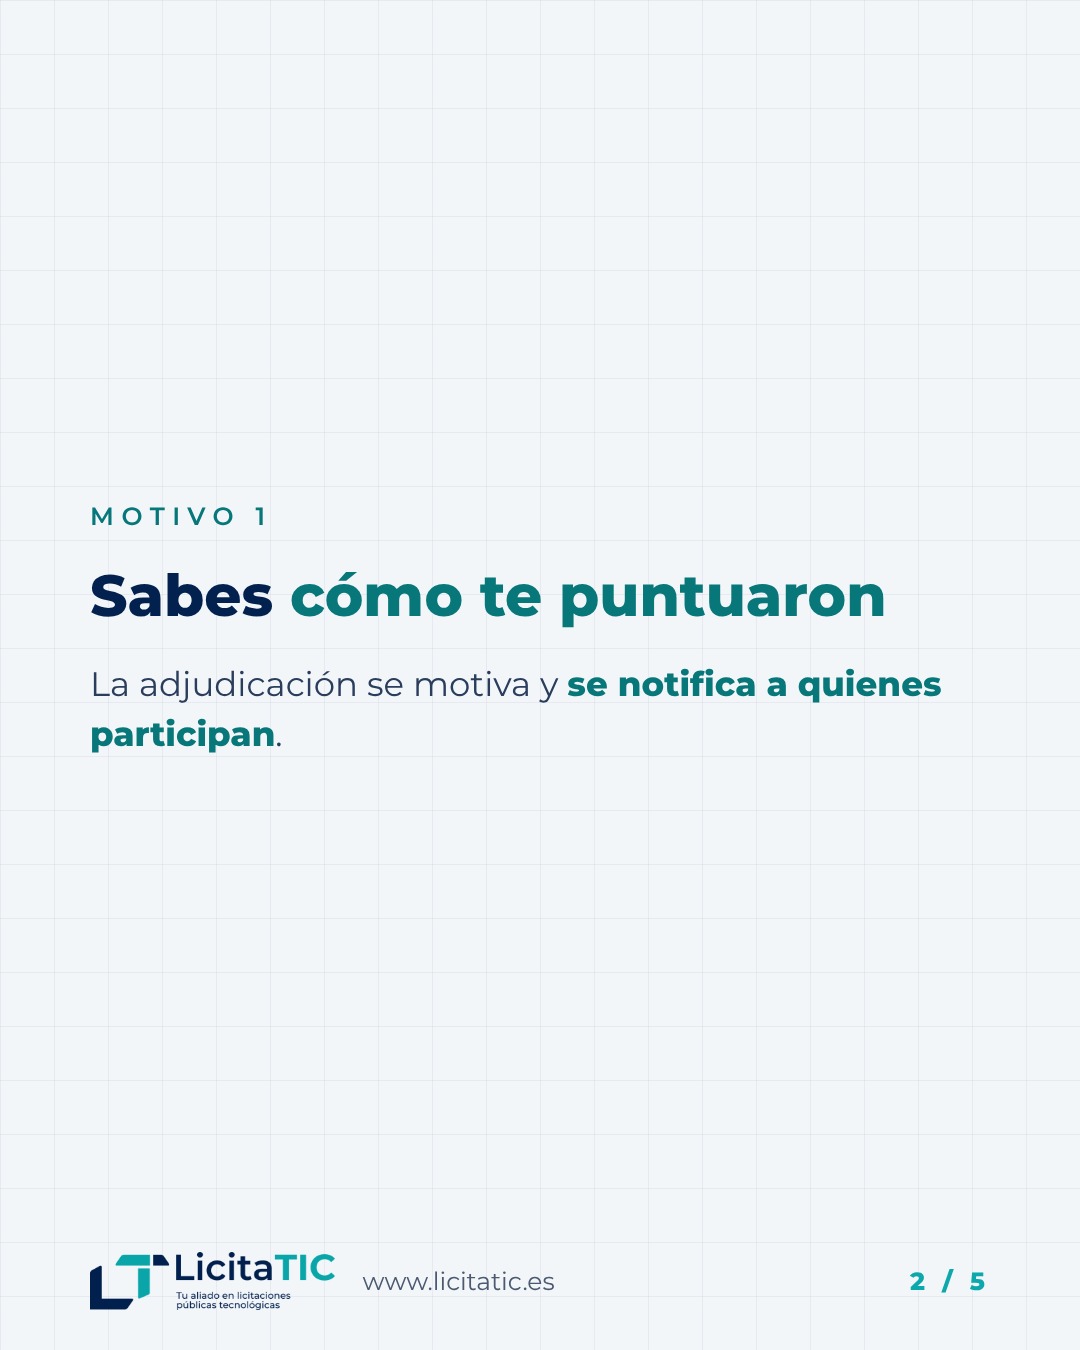 MOTIVO 1
Sabes cómo te puntuaron
La adjudicación se motiva y se notifica a quienes
participan.
LicitaTIC
Tu aliado en licitaciones
públicas tecnológicas
www.licitatic.es
2 / 5